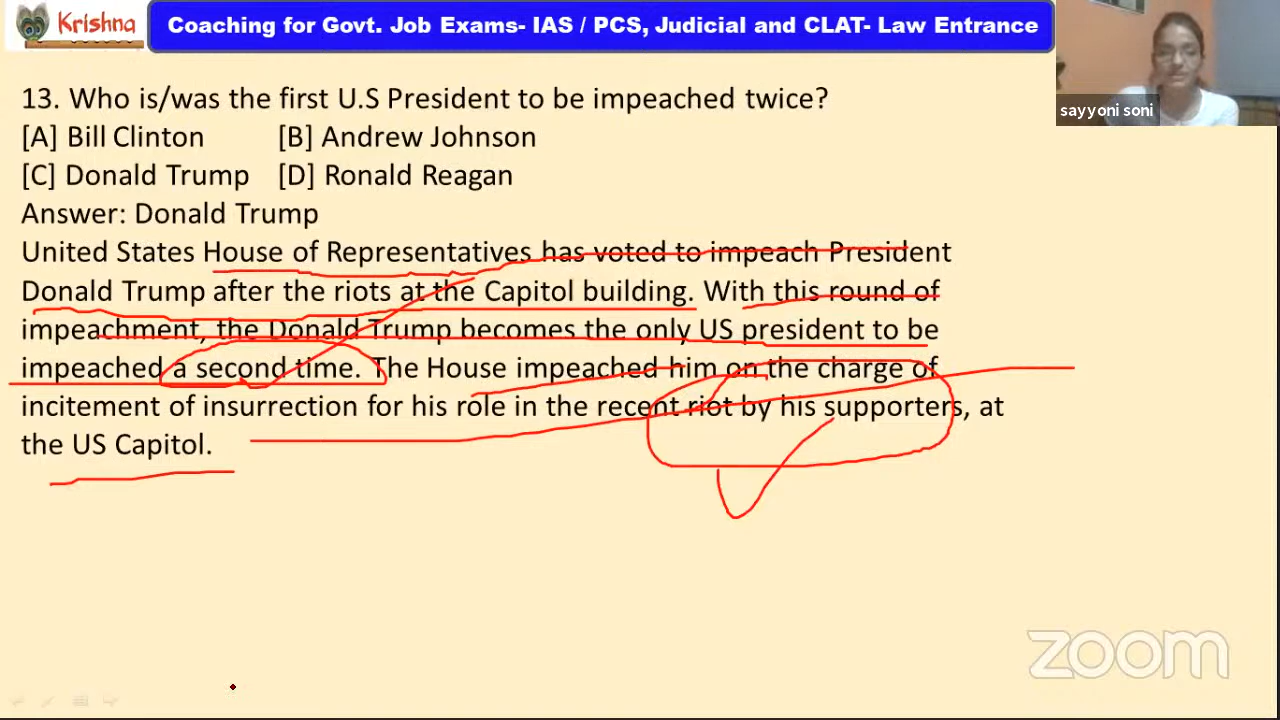 Krishna
Coaching for Govt. Job Exams- IAS / PCS, Judicial and CLAT- Law Entrance
sayyoni soni
13. Who is/was the first U.S President to be impeached twice?
[A] Bill Clinton [B] Andrew Johnson
[C] Donald Trump [D] Ronald Reagan
Answer: Donald Trump
United States House of Representatives has voted to impeach President
Donald Trump after the riots at the Capitol building. With this round of
impeachment, the Donald Trump becomes the only US president to be
impeached a second time. The House impeached him on the charge of
incitement of insurrection for his role in the recent riot by his supporters, at
the US Capitol.
zoom